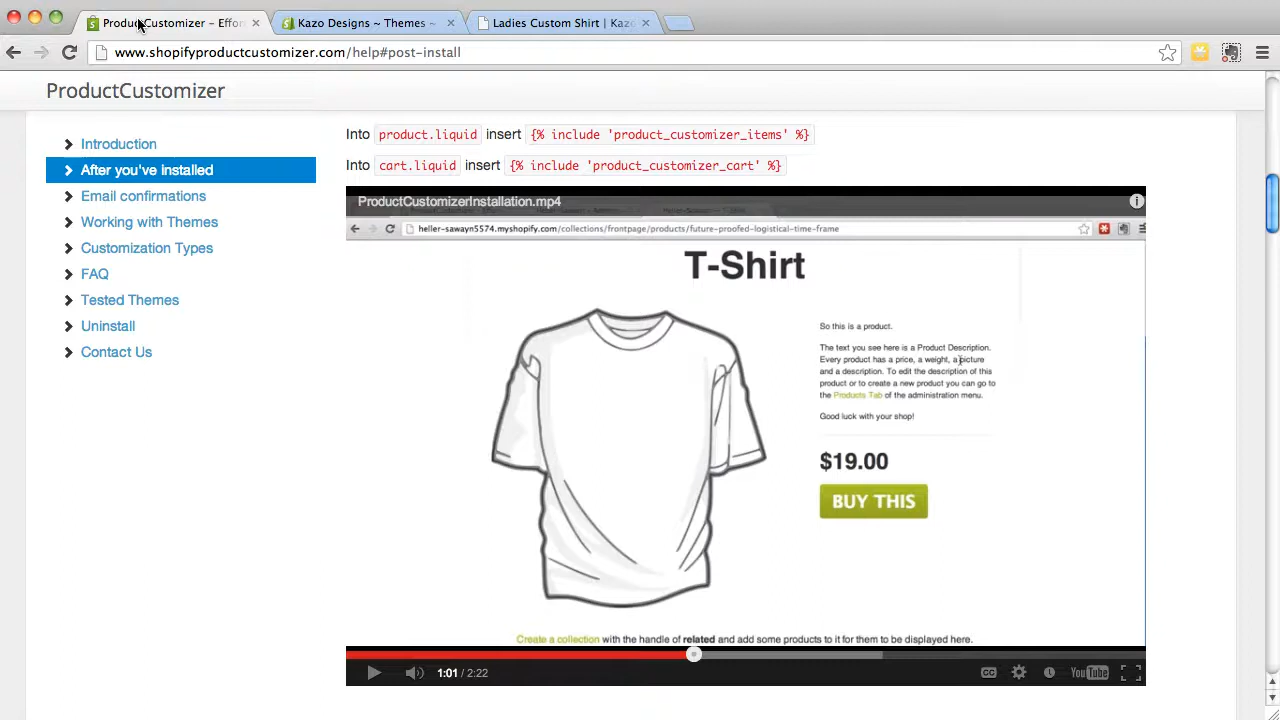 ProductCustomizer – Effor
Kazo Designs ~ Themes ~
Ladies Custom Shirt | Kazo
www.shopifyproductcustomizer.com/help#post-install
ProductCustomizer
Introduction
After you've installed
Email confirmations
Working with Themes
Customization Types
FAQ
Tested Themes
Uninstall
Contact Us
Into product.liquid insert {% include 'product_customizer_items' %}
Into cart.liquid insert {% include 'product_customizer_cart' %}
ProductCustomizerInstallation.mp4
heller-sawayn5574.myshopify.com/collections/frontpage/products/future-proofed-logistical-time-frame
T-Shirt
So this is a product.
The text you see here is a Product Description.
Every product has a price, a weight, a picture
and a description. To edit the description of this
product or to create a new product you can go to
the Products Tab of the administration menu.
Good luck with your shop!
$19.00
BUY THIS
Create a collection with the handle of related and add some products to it for them to be displayed here.
1:01 / 2:22
CC
YouTube